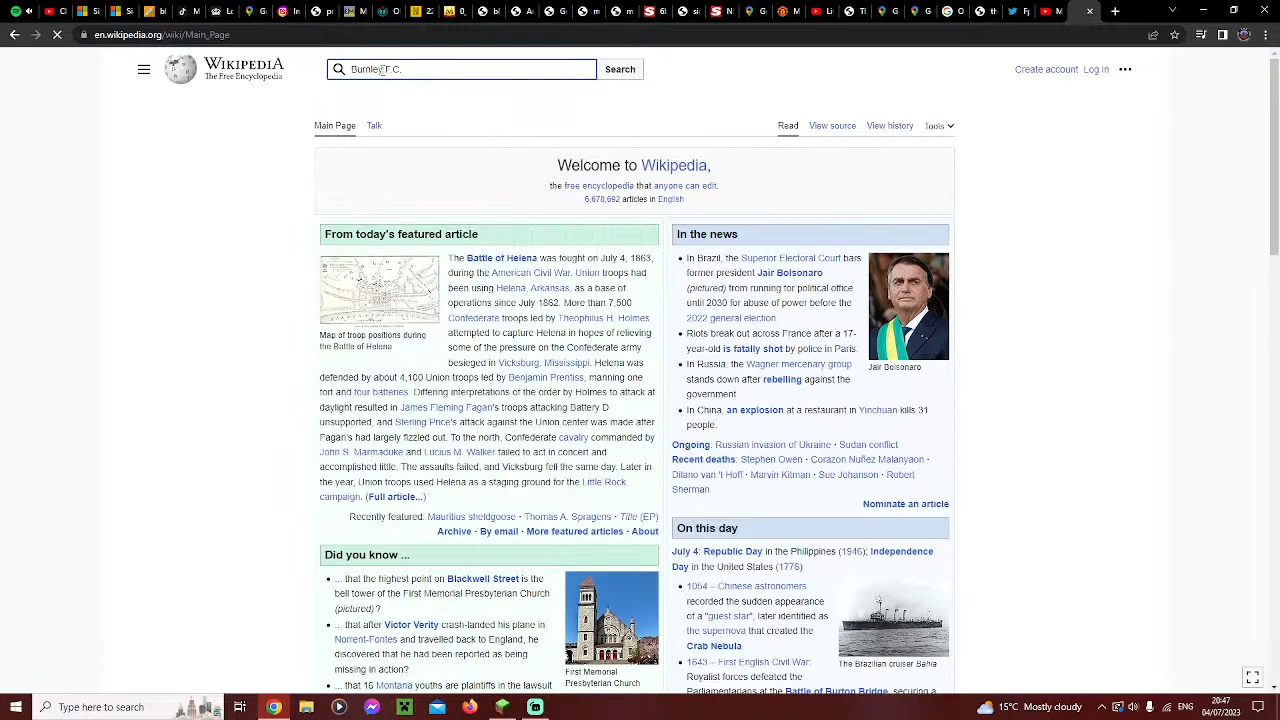 en.wikipedia.org/wiki/Main_Page
WIKIPEDIA
The Free Encyclopedia
Burnley F.C.
Search
Create account Log in
Main Page Talk
Read View source View history Tools
Welcome to Wikipedia,
the free encyclopedia that anyone can edit.
6,678,692 articles in English
From today's featured article
Map of troop positions during
the Battle of Helena
The Battle of Helena was fought on July 4, 1863,
during the American Civil War. Union troops had
been using Helena, Arkansas, as a base of
operations since July 1862. More than 7,500
Confederate troops led by Theophilus H. Holmes
attempted to capture Helena in hopes of relieving
some of the pressure on the Confederate army
besieged in Vicksburg, Mississippi. Helena was
defended by about 4,100 Union troops led by Benjamin Prentiss, manning one
fort and four batteries. Differing interpretations of the order by Holmes to attack at
daylight resulted in James Fleming Fagan's troops attacking Battery D
unsupported, and Sterling Price's attack against the Union center was made after
Fagan's had largely fizzled out. To the north, Confederate cavalry commanded by
John S. Marmaduke and Lucius M. Walker failed to act in concert and
accomplished little. The assaults failed, and Vicksburg fell the same day. Later in
the year, Union troops used Helena as a staging ground for the Little Rock
campaign. (Full article...)
Recently featured: Mauritius sheldgoose · Thomas A. Spragens · Title (EP)
Archive · By email · More featured articles · About
Did you know ...
... that the highest point on Blackwell Street is the
bell tower of the First Memorial Presbyterian Church
(pictured) ?
... that after Victor Verity crash-landed his plane in
Norrent-Fontes and travelled back to England, he
discovered that he had been reported as being
missing in action?
... that 16 Montana youths are plaintiffs in the lawsuit
First Memorial
Presbyterian Church
In the news
In Brazil, the Superior Electoral Court bars
former president Jair Bolsonaro
(pictured) from running for political office
until 2030 for abuse of power before the
2022 general election.
Riots break out across France after a 17-
year-old is fatally shot by police in Paris.
In Russia, the Wagner mercenary group
stands down after rebelling against the
government
In China, an explosion at a restaurant in Yinchuan kills 31
people.
Jair Bolsonaro
Ongoing: Russian invasion of Ukraine · Sudan conflict
Recent deaths: Stephen Owen · Corazon Nuñez Malanyaon ·
Dilano van 't Hoff · Marvin Kitman · Sue Johanson · Robert
Sherman
Nominate an article
On this day
July 4: Republic Day in the Philippines (1946); Independence
Day in the United States (1776)
1054 – Chinese astronomers
recorded the sudden appearance
of a "guest star", later identified as
the supernova that created the
Crab Nebula
1643 – First English Civil War:
Royalist forces defeated the
Parliamentarians at the Battle of Burton Bridge, securing a
The Brazilian cruiser Bahia
Type here to search
15°C Mostly cloudy
ENG
20:47
04/07/2023